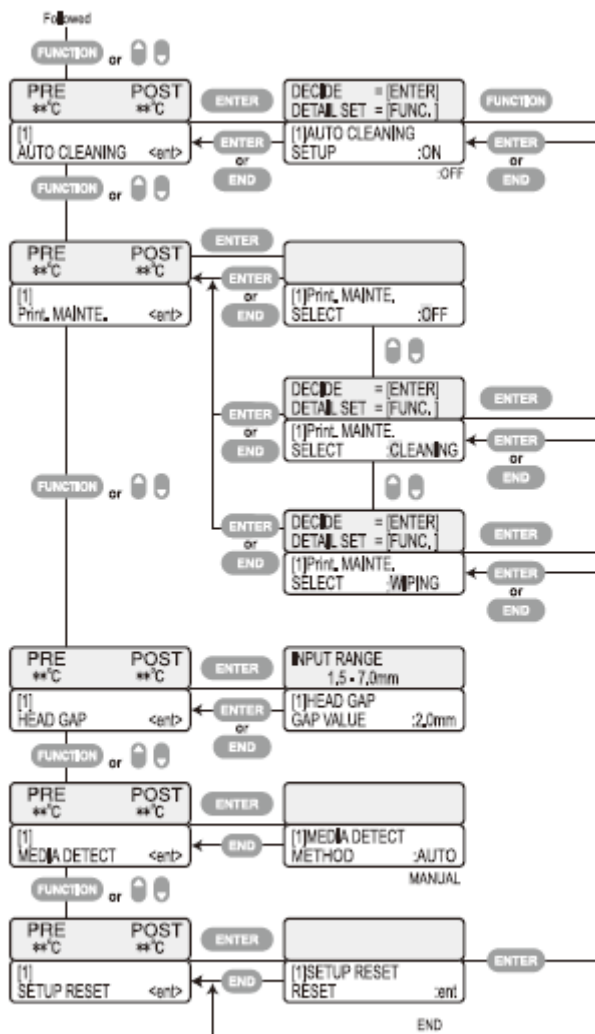 Followed
FUNCTION or
PRE POST
**°C **°C
[1]
AUTO CLEANING <ent>
ENTER
ENTER
or
END
DECIDE = [ENTER]
DETAIL SET = [FUNC.]
[1]AUTO CLEANING
SETUP :ON
:OFF
FUNCTION
ENTER
or
END
FUNCTION or
PRE POST
**°C **°C
[1]
Print. MAINTE. <ent>
ENTER
ENTER
or
END
[1]Print. MAINTE.
SELECT :OFF
ENTER
or
END
DECIDE = [ENTER]
DETAIL SET = [FUNC.]
[1]Print. MAINTE.
SELECT :CLEANING
ENTER
ENTER
or
END
FUNCTION or
ENTER
or
END
DECIDE = [ENTER]
DETAIL SET = [FUNC.]
[1]Print. MAINTE.
SELECT :WIPING
ENTER
ENTER
or
END
PRE POST
**°C **°C
[1]
HEAD GAP <ent>
ENTER
ENTER
or
END
INPUT RANGE
1.5 - 7.0mm
[1]HEAD GAP
GAP VALUE :2.0mm
FUNCTION or
PRE POST
**°C **°C
[1]
MEDIA DETECT <ent>
ENTER
END
[1]MEDIA DETECT
METHOD :AUTO
MANUAL
FUNCTION or
PRE POST
**°C **°C
[1]
SETUP RESET <ent>
ENTER
END
[1]SETUP RESET
RESET :ent
ENTER
END